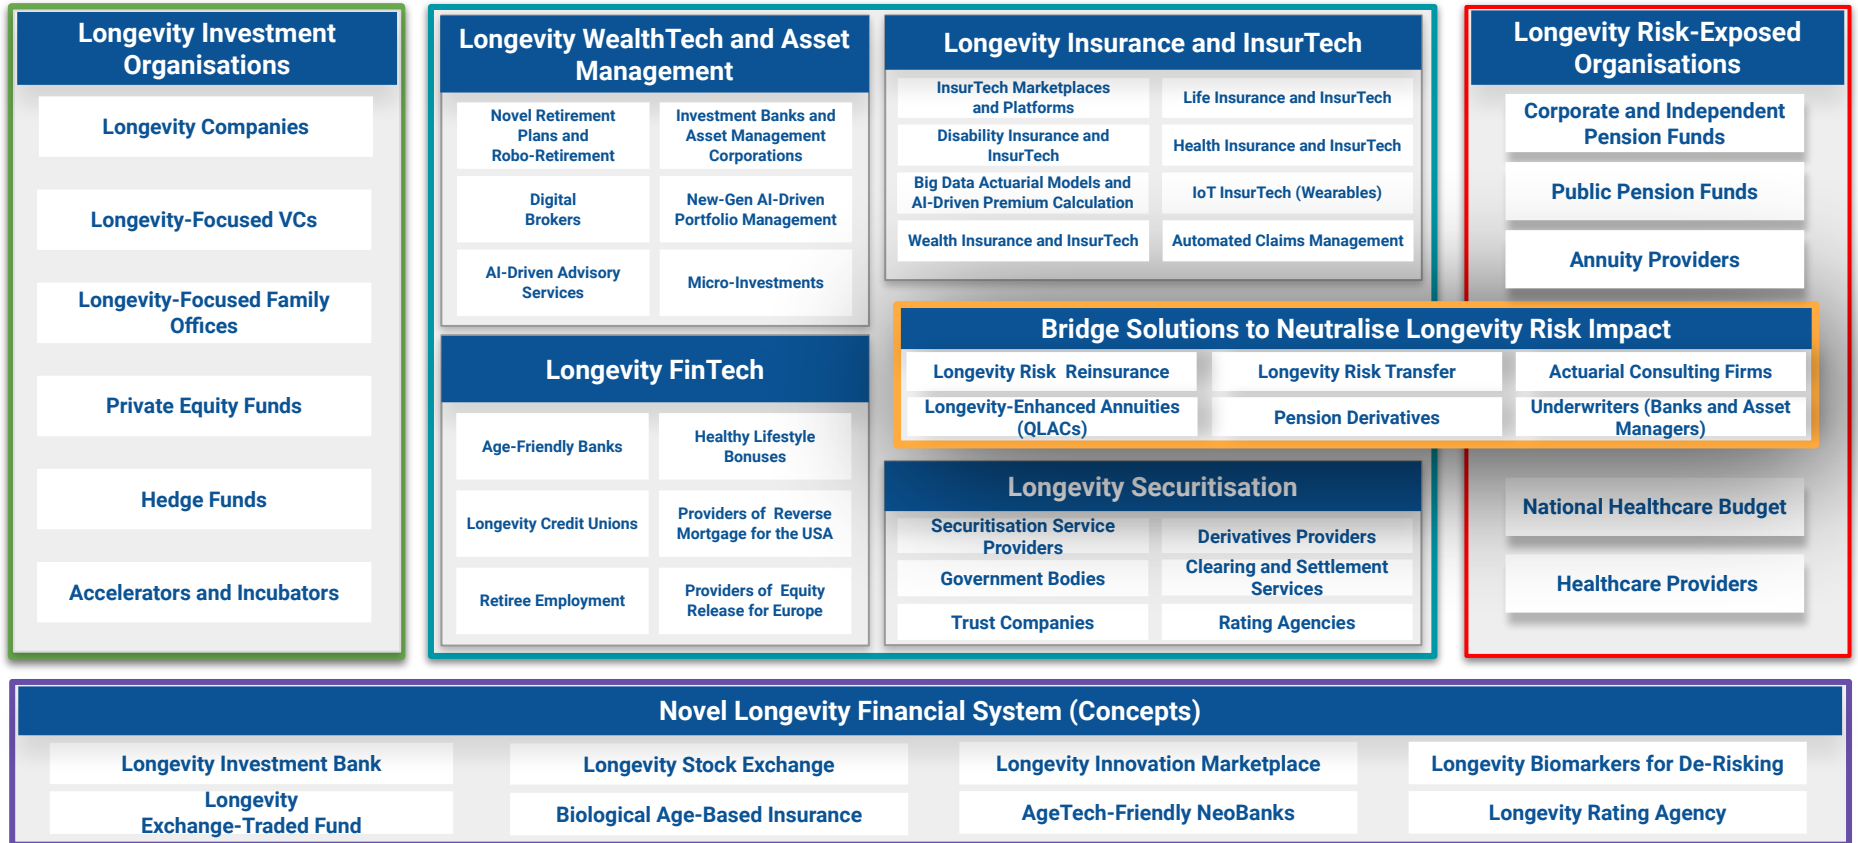 Longevity Investment
Organisations
Longevity Companies
Longevity-Focused VCs
Longevity-Focused Family
Offices
Private Equity Funds
Hedge Funds
Accelerators and Incubators
Longevity WealthTech and Asset
Management
Novel Retirement
Plans and
Robo-Retirement
Investment Banks and
Asset Management
Corporations
Digital
Brokers
New-Gen AI-Driven
Portfolio Management
AI-Driven Advisory
Services
Micro-Investments
Longevity FinTech
Age-Friendly Banks
Healthy Lifestyle
Bonuses
Longevity Credit Unions
Providers of Reverse
Mortgage for the USA
Retiree Employment
Providers of Equity
Release for Europe
Longevity Insurance and InsurTech
InsurTech Marketplaces
and Platforms
Life Insurance and InsurTech
Disability Insurance and
InsurTech
Health Insurance and InsurTech
Big Data Actuarial Models and
AI-Driven Premium Calculation
IoT InsurTech (Wearables)
Wealth Insurance and InsurTech
Automated Claims Management
Bridge Solutions to Neutralise Longevity Risk Impact
Longevity Risk Reinsurance
Longevity Risk Transfer
Actuarial Consulting Firms
Longevity-Enhanced Annuities
(QLACs)
Pension Derivatives
Underwriters (Banks and Asset
Managers)
Longevity Securitisation
Securitisation Service
Providers
Derivatives Providers
Government Bodies
Clearing and Settlement
Services
Trust Companies
Rating Agencies
Longevity Risk-Exposed
Organisations
Corporate and Independent
Pension Funds
Public Pension Funds
Annuity Providers
National Healthcare Budget
Healthcare Providers
Novel Longevity Financial System (Concepts)
Longevity Investment Bank
Longevity Stock Exchange
Longevity Innovation Marketplace
Longevity Biomarkers for De-Risking
Longevity
Exchange-Traded Fund
Biological Age-Based Insurance
AgeTech-Friendly NeoBanks
Longevity Rating Agency